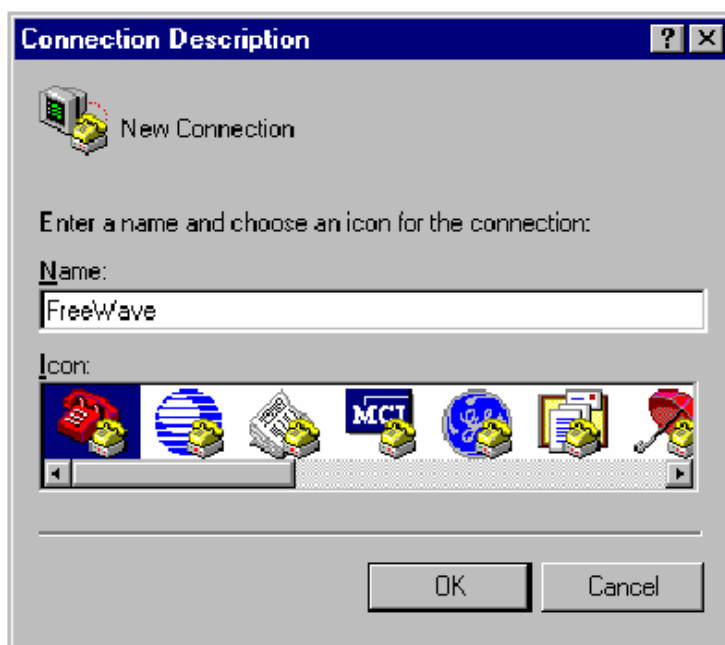 Connection Description
?
New Connection
Enter a name and choose an icon for the connection:
Name:
FreeWave
Icon:
MCI
OK
Cancel